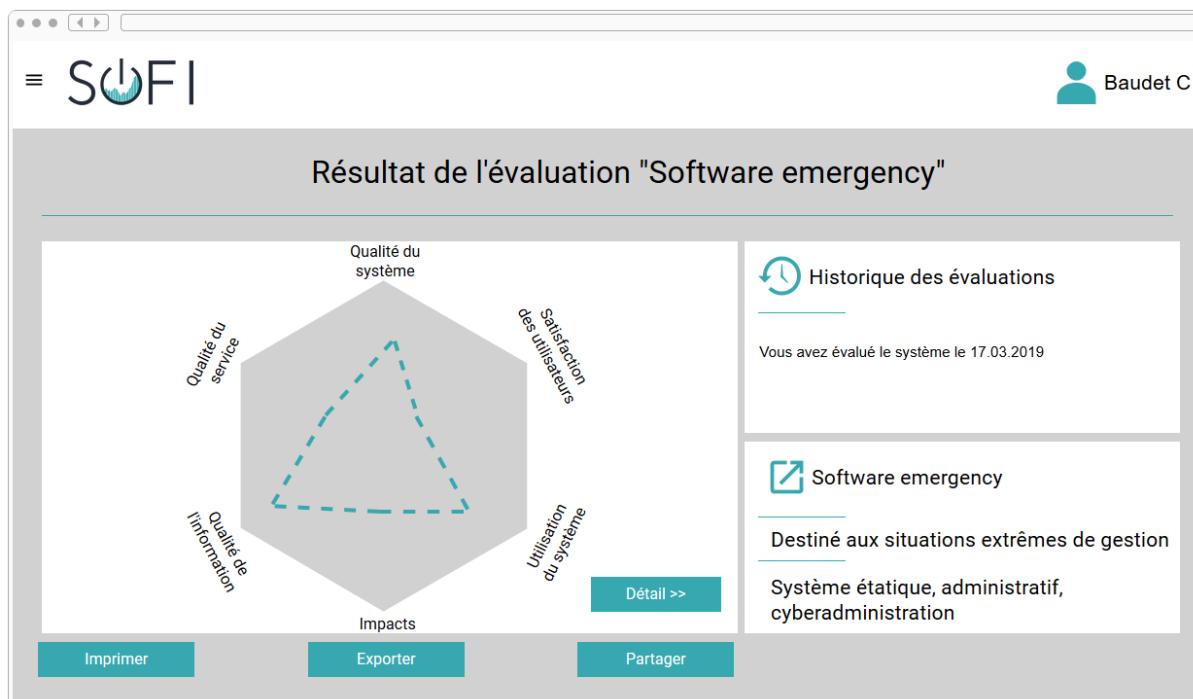 SOFI
Baudet C
Résultat de l'évaluation "Software emergency"
Qualité du
système
Satisfaction
des utilisateurs
Utilisation
du système
Impacts
Qualité de
l'information
Qualité du
service
Détail >>
Historique des évaluations
Vous avez évalué le système le 17.03.2019
Software emergency
Destiné aux situations extrêmes de gestion
Système étatique, administratif,
cyberadministration
Imprimer
Exporter
Partager